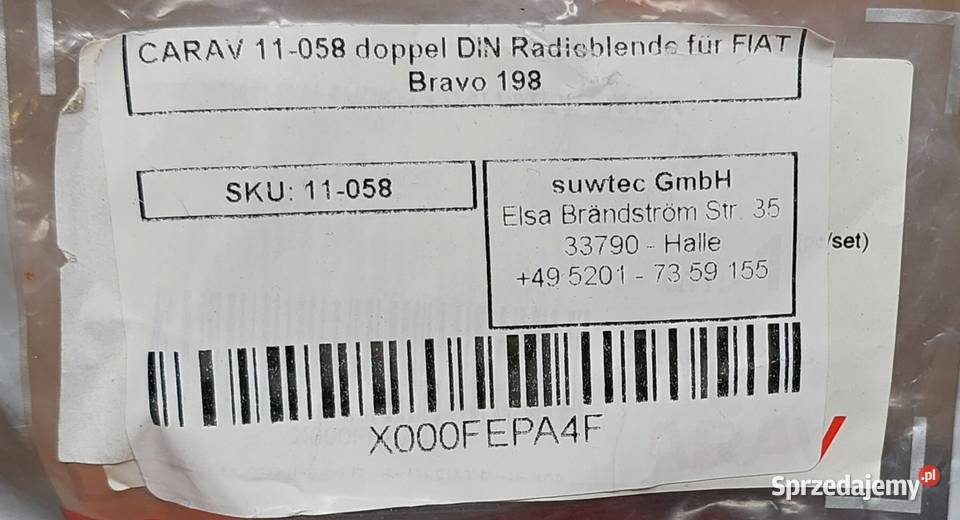 CARAV 11-058 doppel DIN Radioblende für FIAT
Bravo 198
SKU: 11-058
suwtec GmbH
Elsa Brändström Str. 35
33790 - Halle
+49 5201 - 73 59 155
/set)
X000FEPA4F
Sprzedajemy.pl